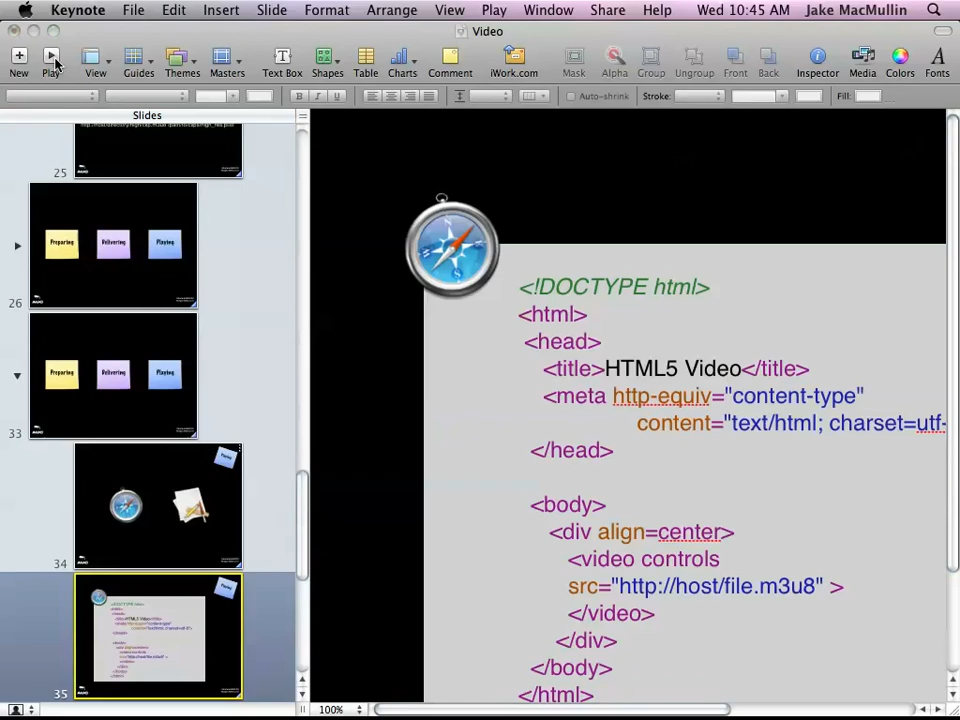 Keynote File Edit Insert Slide Format Arrange View Play Window Share Help Wed 10:45 AM Jake MacMullin
Video
New Play View Guides Themes Masters Text Box Shapes Table Charts Comment iWork.com Mask Alpha Group Ungroup Front Back Inspector Media Colors Fonts
B I U Auto-shrink Stroke: Fill:
Slides
25
Preparing Delivering Playing
26
Preparing Delivering Playing
33
Playing
34
Playing
35
<!DOCTYPE html>
<html>
<head>
<title>HTML5 Video</title>
<meta http-equiv="content-type"
content="text/html; charset=utf-
</head>
<body>
<div align=center>
<video controls
src="http://host/file.m3u8" >
</video>
</div>
</body>
</html>
100%